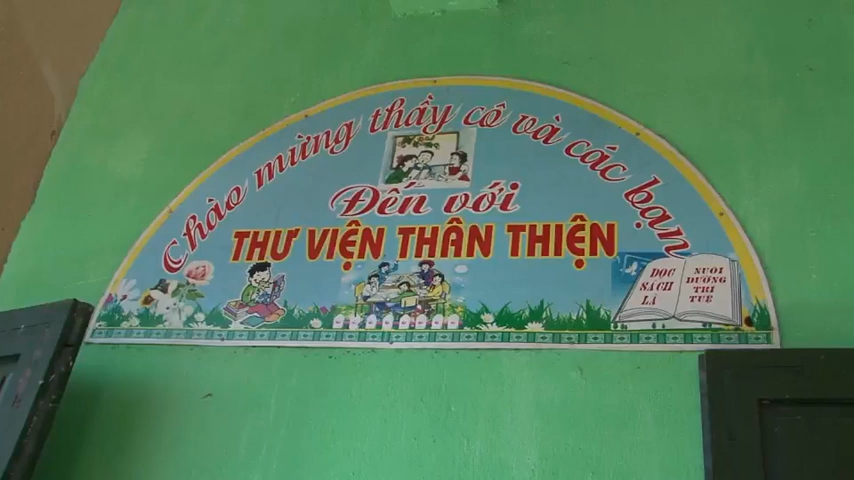 Chào mừng thầy cô và các bạn
Đến với
THƯ VIỆN THÂN THIỆN
ĐỌC
SÁCH
LÀ
NUÔI
DƯỠNG
TRÍ
TUỆ